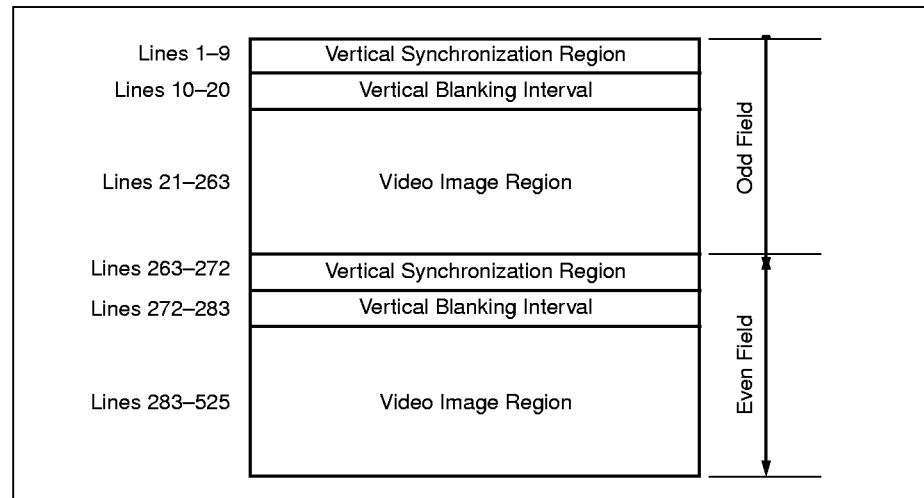 Lines 1–9 Vertical Synchronization Region
Lines 10–20 Vertical Blanking Interval
Lines 21–263 Video Image Region
Odd Field
Lines 263–272 Vertical Synchronization Region
Lines 272–283 Vertical Blanking Interval
Lines 283–525 Video Image Region
Even Field